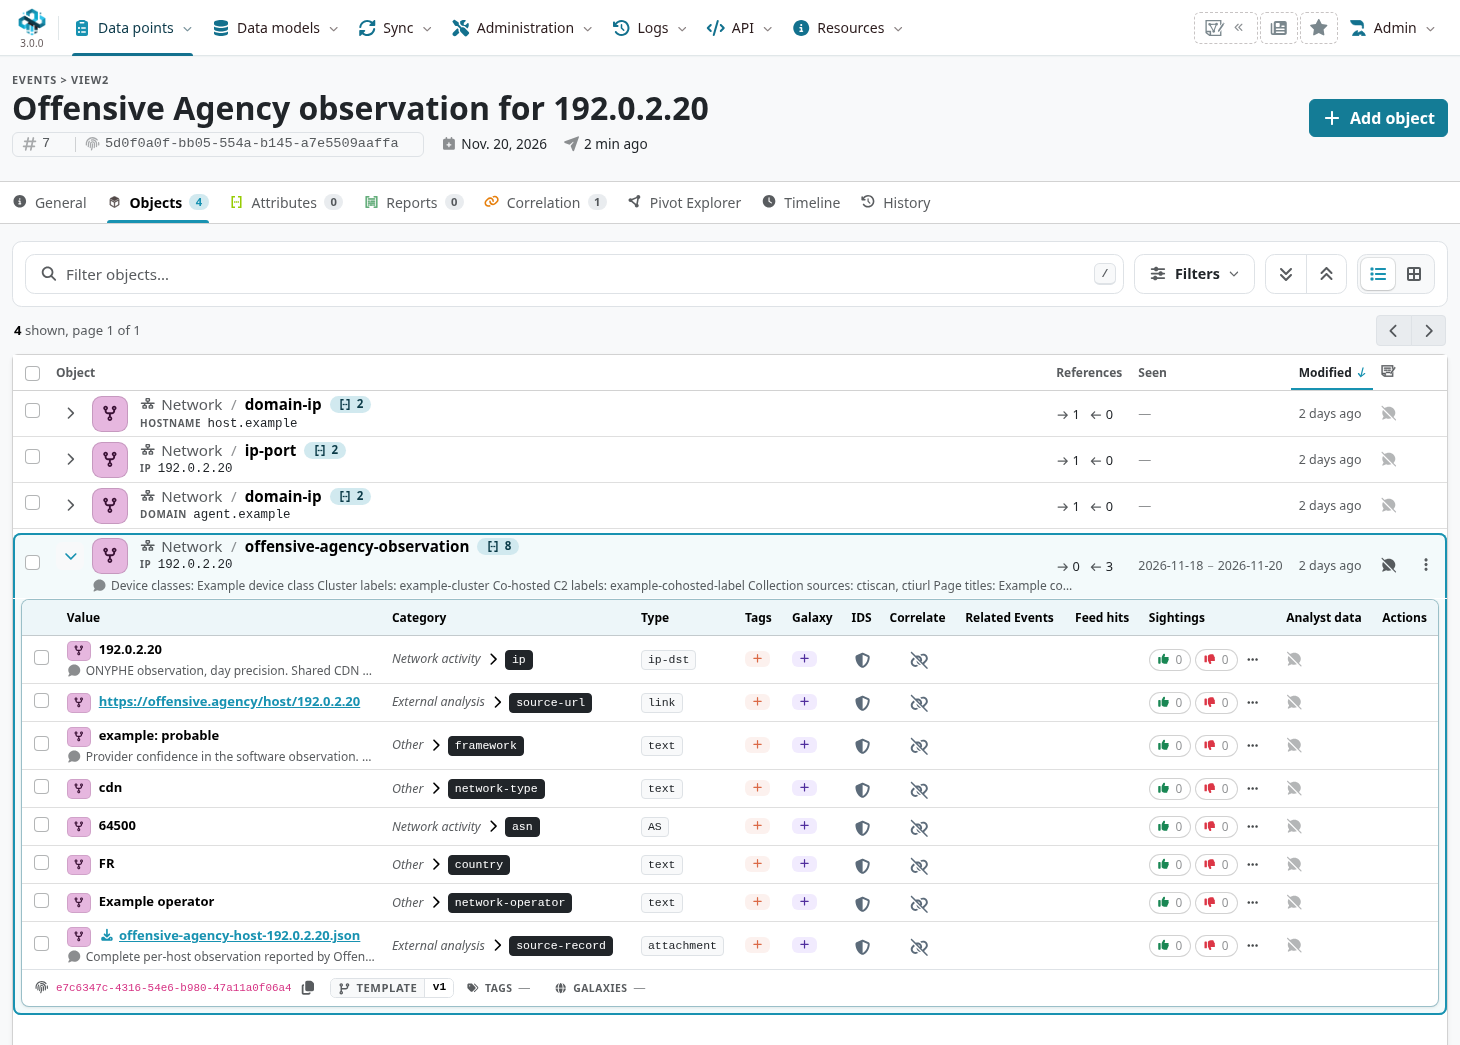 Data points
Data models
Sync
Administration
Logs
API
Resources
Admin
3.0.0
EVENTS > VIEW2
Offensive Agency observation for 192.0.2.20
Add object
# 7 5d0f0a0f-bb05-554a-b145-a7e5509aaffa Nov. 20, 2026 2 min ago
General Objects 4 Attributes 0 Reports 0 Correlation 1 Pivot Explorer Timeline History
Filter objects... / Filters
4 shown, page 1 of 1
Object References Seen Modified ↓
Network / domain-ip 2
HOSTNAME host.example → 1 ← 0 — 2 days ago
Network / ip-port 2
IP 192.0.2.20 → 1 ← 0 — 2 days ago
Network / domain-ip 2
DOMAIN agent.example → 1 ← 0 — 2 days ago
Network / offensive-agency-observation 8
IP 192.0.2.20 → 0 ← 3 2026-11-18 – 2026-11-20 2 days ago
Device classes: Example device class Cluster labels: example-cluster Co-hosted C2 labels: example-cohosted-label Collection sources: ctiscan, ctiurl Page titles: Example co...
Value Category Type Tags Galaxy IDS Correlate Related Events Feed hits Sightings Analyst data Actions
192.0.2.20 Network activity ip ip-dst + + 0 0 •••
ONYPHE observation, day precision. Shared CDN ...
https://offensive.agency/host/192.0.2.20 External analysis source-url link + + 0 0 •••
example: probable Other framework text + + 0 0 •••
Provider confidence in the software observation. ...
cdn Other network-type text + + 0 0 •••
64500 Network activity asn AS + + 0 0 •••
FR Other country text + + 0 0 •••
Example operator Other network-operator text + + 0 0 •••
offensive-agency-host-192.0.2.20.json External analysis source-record attachment + + 0 0 •••
Complete per-host observation reported by Offen...
e7c6347c-4316-54e6-b980-47a11a0f06a4 TEMPLATE v1 TAGS — GALAXIES —